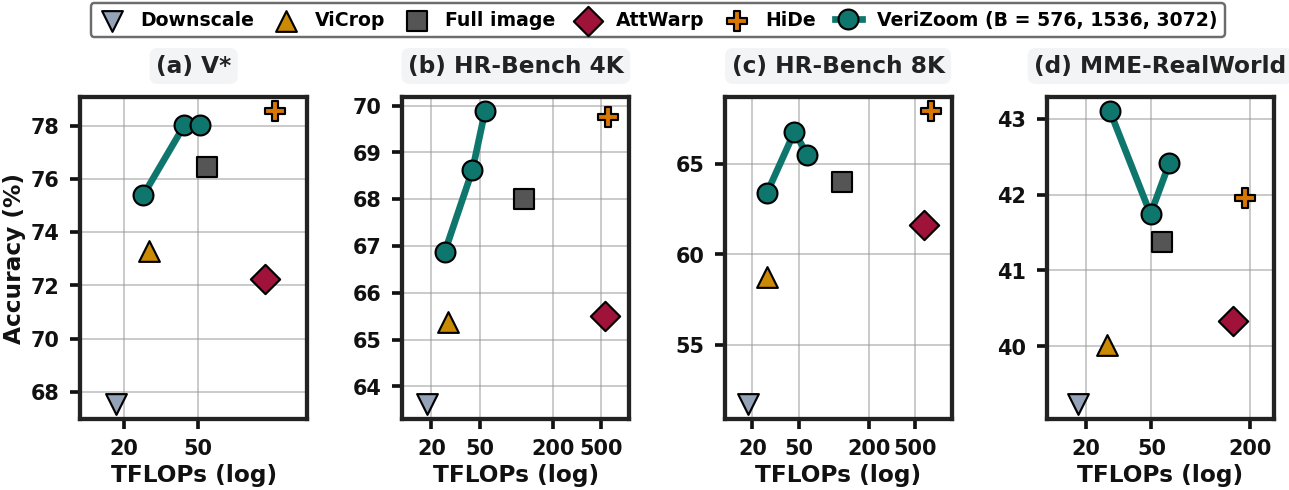 Downscale ViCrop Full image AttWarp HiDe VeriZoom (B = 576, 1536, 3072)
(a) V* (b) HR-Bench 4K (c) HR-Bench 8K (d) MME-RealWorld
Accuracy (%)
78
76
74
72
70
68
20 50
TFLOPs (log)
70
69
68
67
66
65
64
20 50 200 500
TFLOPs (log)
65
60
55
20 50 200 500
TFLOPs (log)
43
42
41
40
20 50 200
TFLOPs (log)